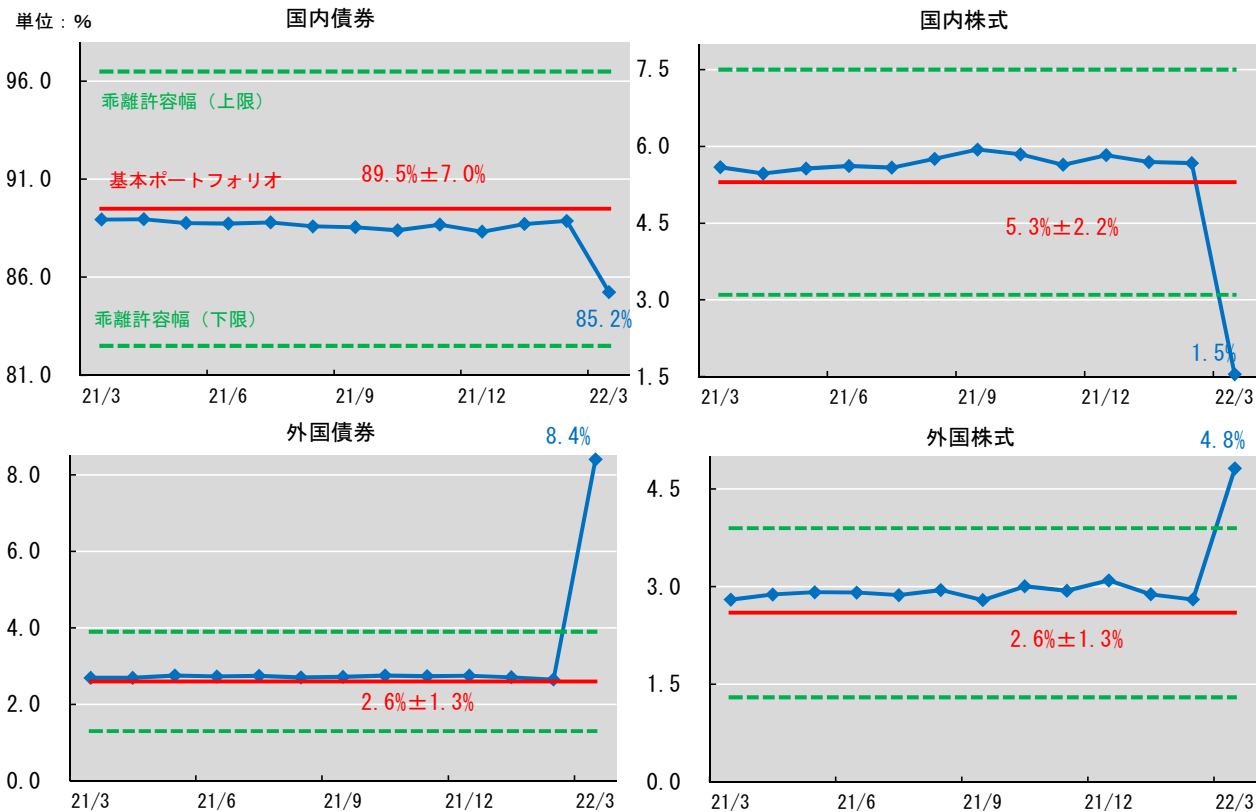 単位：%
国内債券
96.0
91.0
86.0
81.0
乖離許容幅（上限）
基本ポートフォリオ
89.5%±7.0%
乖離許容幅（下限）
85.2%
21/3 21/6 21/9 21/12 22/3
国内株式
7.5
6.0
4.5
3.0
1.5
5.3%±2.2%
1.5%
21/3 21/6 21/9 21/12 22/3
外国債券
8.4%
8.0
6.0
4.0
2.0
0.0
2.6%±1.3%
21/3 21/6 21/9 21/12 22/3
外国株式
4.8%
4.5
3.0
1.5
0.0
2.6%±1.3%
21/3 21/6 21/9 21/12 22/3